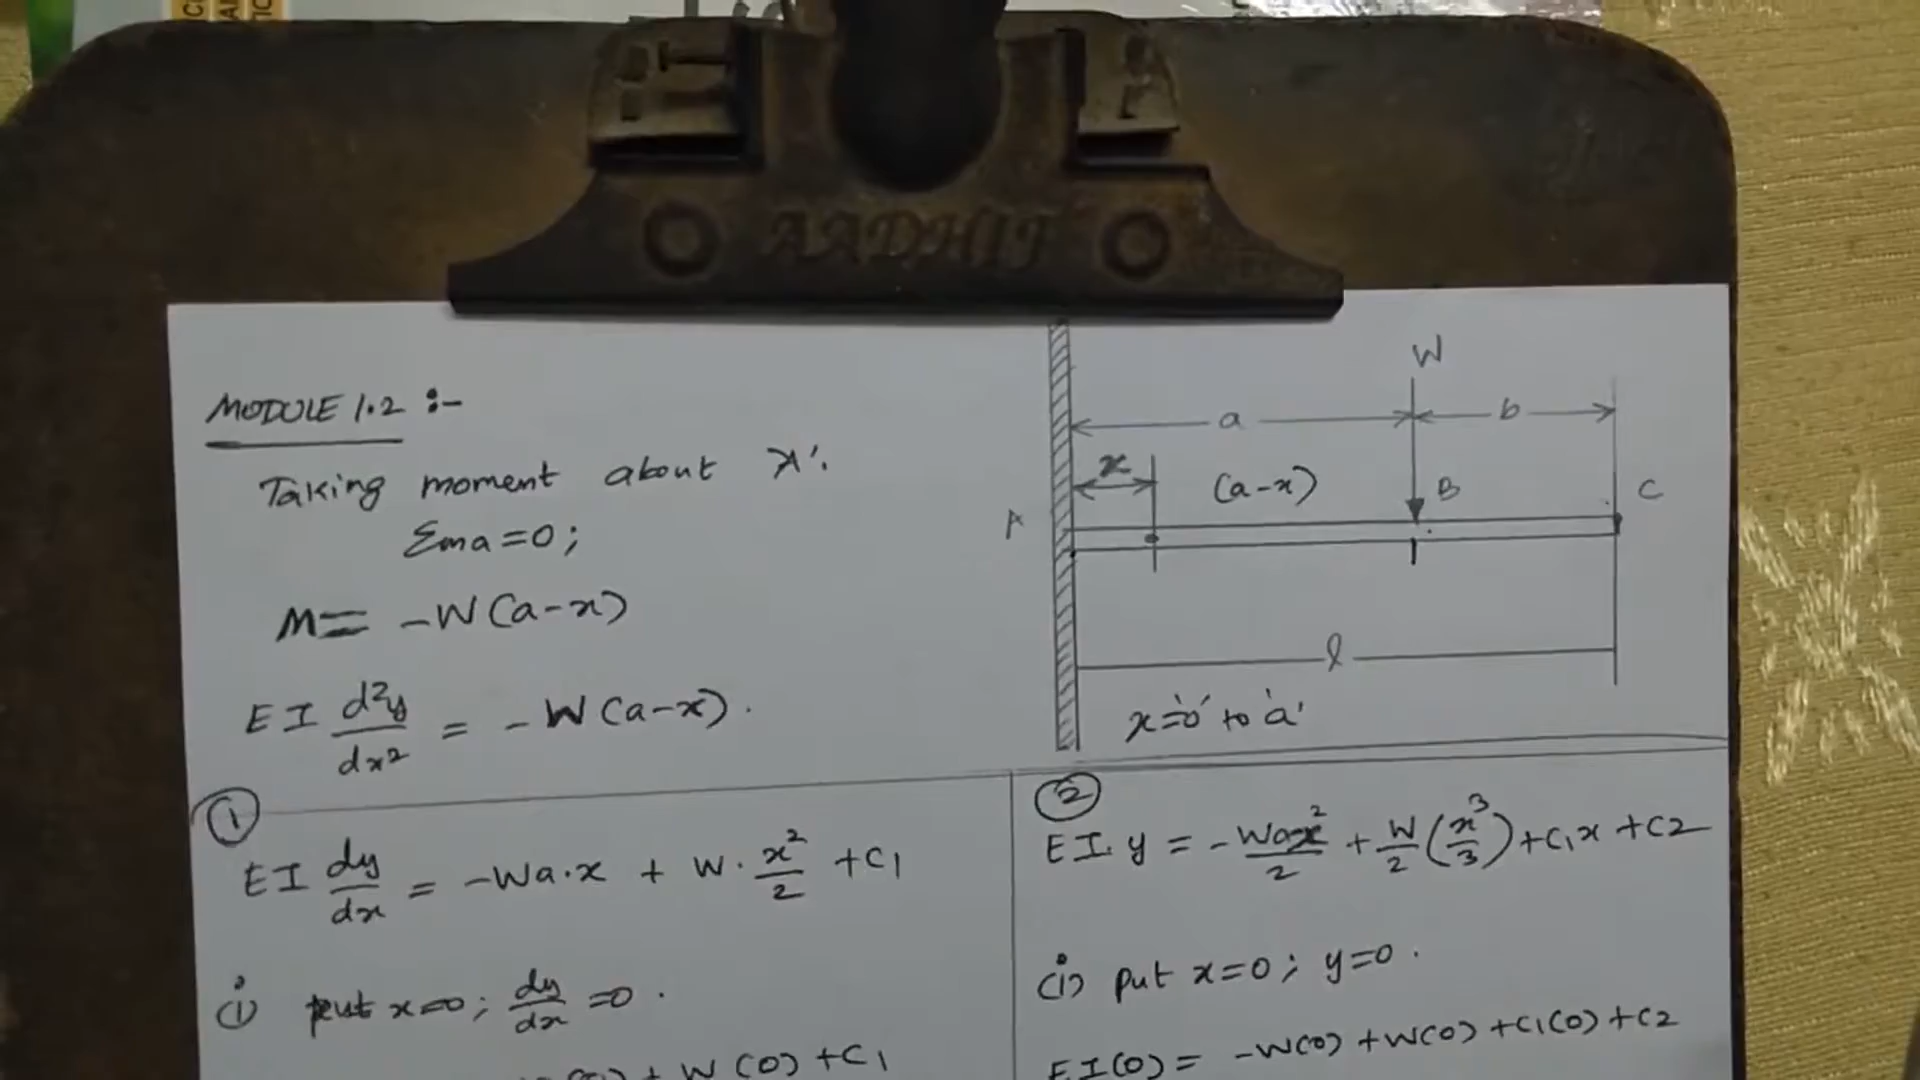 AADHIT
MODULE 1.2 :-
Taking moment about 'x'.
Σma=0;
M= -W(a-x)
EI d²y/dx² = -W(a-x).
W
a
b
x
(a-x)
A
B
C
l
x='0' to 'a'
①
EI dy/dx = -Wa.x + W. x²/2 +C1
(i) put x=0; dy/dx =0.
+ W(0) +C1
②
EI.y = - Wax²/2 + W/2 (x³/3) +C1x +C2
(i) put x=0; y=0.
EI(0) = -W(0) +W(0) +C1(0) +C2